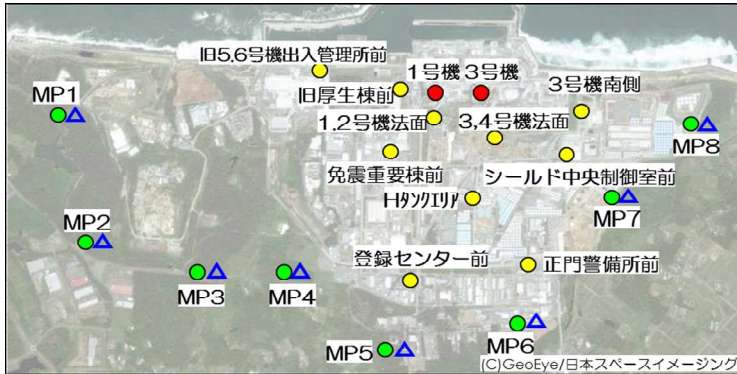 旧5.6号機出入管理所前
1号機
3号機
3号機南側
MP1
旧厚生棟前
1.2号機法面
3,4号機法面
MP8
免震重要棟前
シールド中央制御室前
Hﾀﾝｸｴﾘｱ
MP7
MP2
登録センター前
正門警備所前
MP3
MP4
MP6
MP5
(C)GeoEye/日本スペースイメージング